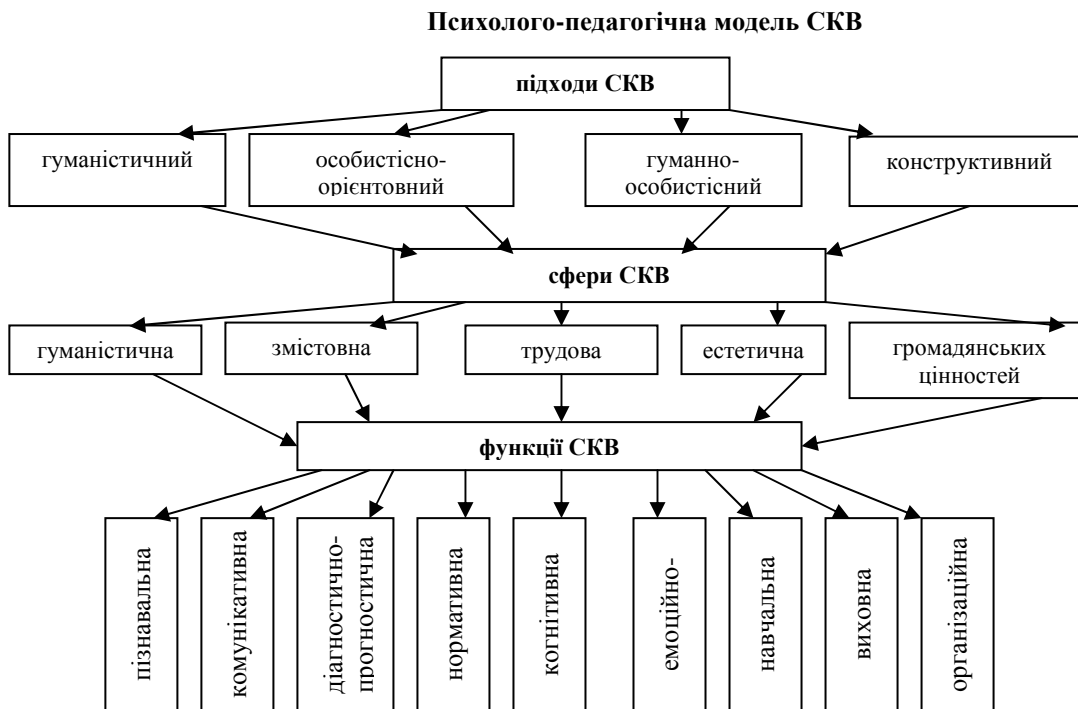 Психолого-педагогічна модель СКВ
підходи СКВ
гуманістичний
особистісно-
орієнтовний
гуманно-
особистісний
конструктивний
сфери СКВ
гуманістична
змістовна
трудова
естетична
громадянських
цінностей
функції СКВ
пізнавальна
комунікативна
діагностично-
прогностична
нормативна
когнітивна
емоційно-
навчальна
виховна
організаційна